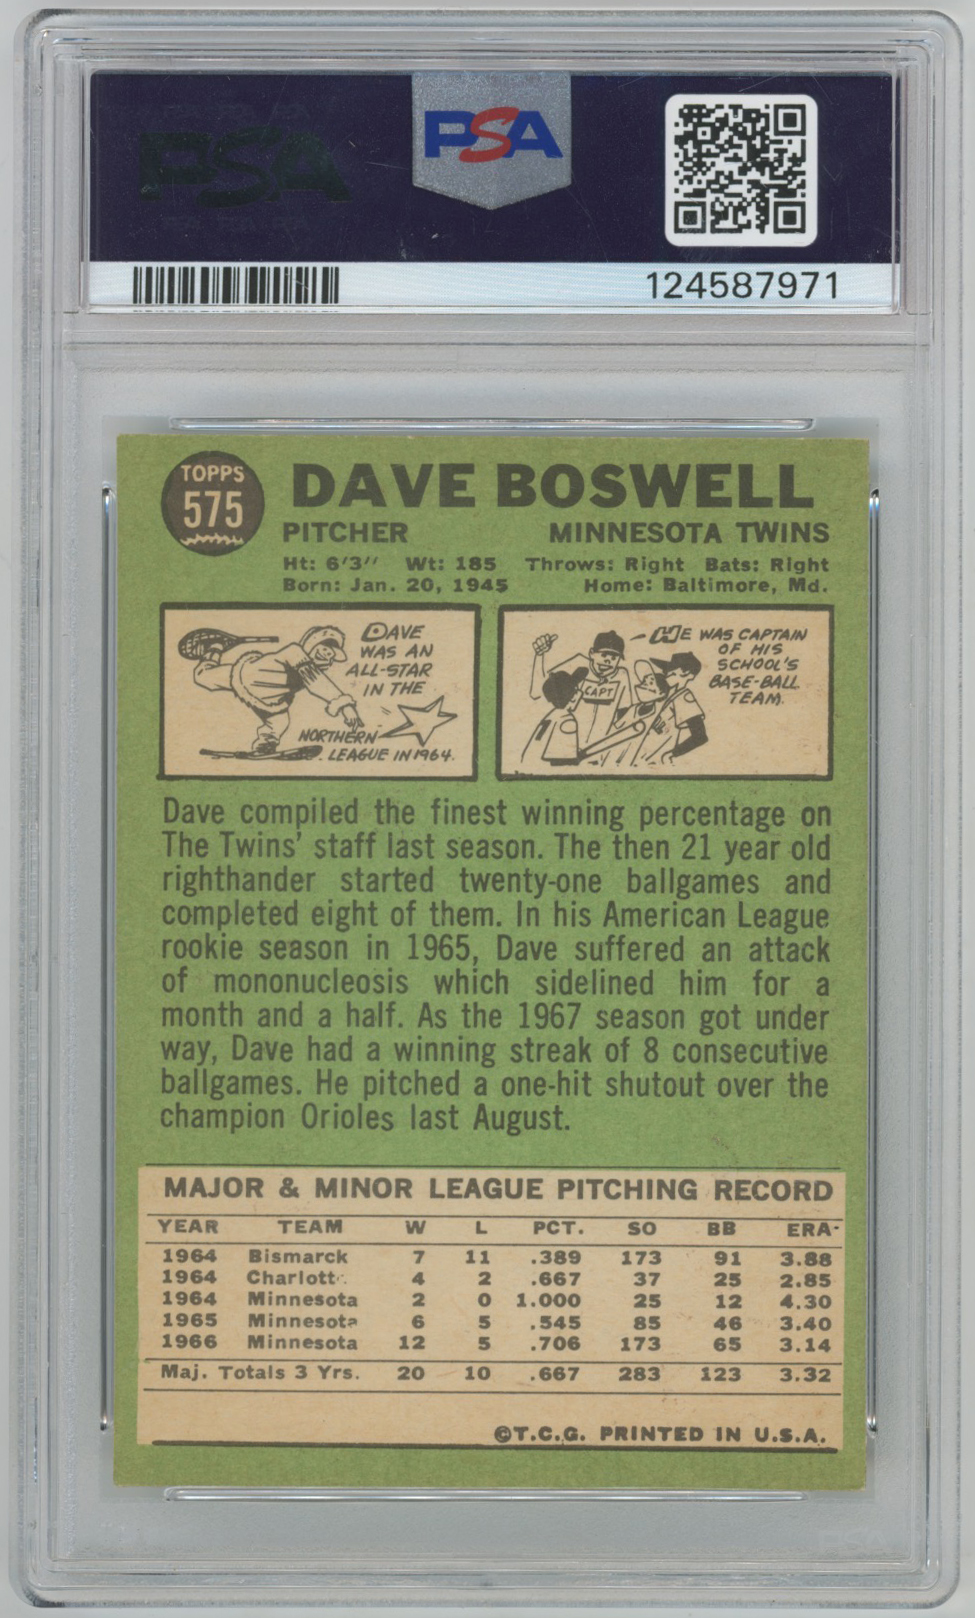 PSA
PSA
124587971
TOPPS
575
DAVE BOSWELL
PITCHER MINNESOTA TWINS
Ht: 6'3" Wt: 185 Throws: Right Bats: Right
Born: Jan. 20, 1945 Home: Baltimore, Md.
DAVE
WAS AN
ALL-STAR
IN THE
NORTHERN
LEAGUE IN 1964.
HE WAS CAPTAIN
OF HIS
SCHOOL'S
BASE-BALL
TEAM.
CAPT
Dave compiled the finest winning percentage on
The Twins' staff last season. The then 21 year old
righthander started twenty-one ballgames and
completed eight of them. In his American League
rookie season in 1965, Dave suffered an attack
of mononucleosis which sidelined him for a
month and a half. As the 1967 season got under
way, Dave had a winning streak of 8 consecutive
ballgames. He pitched a one-hit shutout over the
champion Orioles last August.
MAJOR & MINOR LEAGUE PITCHING RECORD
YEAR TEAM W L PCT. SO BB ERA
1964 Bismarck 7 11 .389 173 91 3.88
1964 Charlott 4 2 .667 37 25 2.85
1964 Minnesota 2 0 1.000 25 12 4.30
1965 Minnesota 6 5 .545 85 46 3.40
1966 Minnesota 12 5 .706 173 65 3.14
Maj. Totals 3 Yrs. 20 10 .667 283 123 3.32
©T.C.G. PRINTED IN U.S.A.
PSA